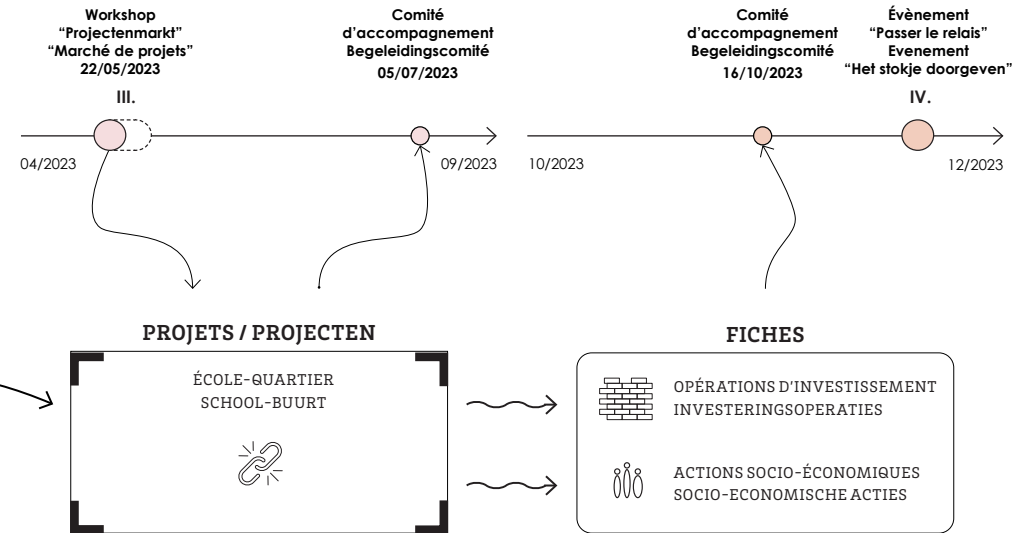 Workshop
“Projectenmarkt”
“Marché de projets”
22/05/2023
III.
Comité
d’accompagnement
Begeleidingscomité
05/07/2023
Comité
d’accompagnement
Begeleidingscomité
16/10/2023
Évènement
“Passer le relais”
Evenement
“Het stokje doorgeven”
IV.
04/2023
09/2023
10/2023
12/2023
PROJETS / PROJECTEN
ÉCOLE-QUARTIER
SCHOOL-BUURT
FICHES
OPÉRATIONS D'INVESTISSEMENT
INVESTERINGSOPERATIES
ACTIONS SOCIO-ÉCONOMIQUES
SOCIO-ECONOMISCHE ACTIES